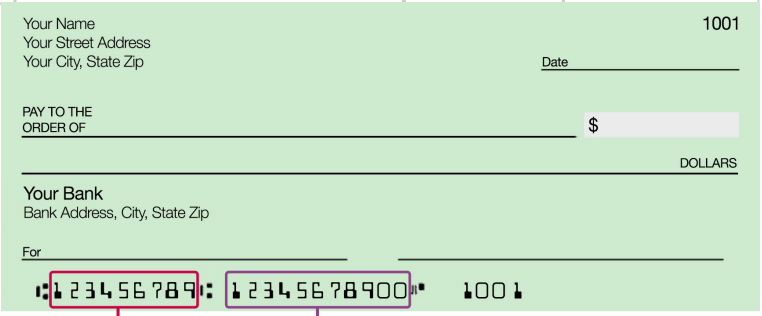 Your Name 1001
Your Street Address
Your City, State Zip
Date
PAY TO THE
ORDER OF
$
DOLLARS
Your Bank
Bank Address, City, State Zip
For
⑆123456789⑆ 12345678900⑈ 1001